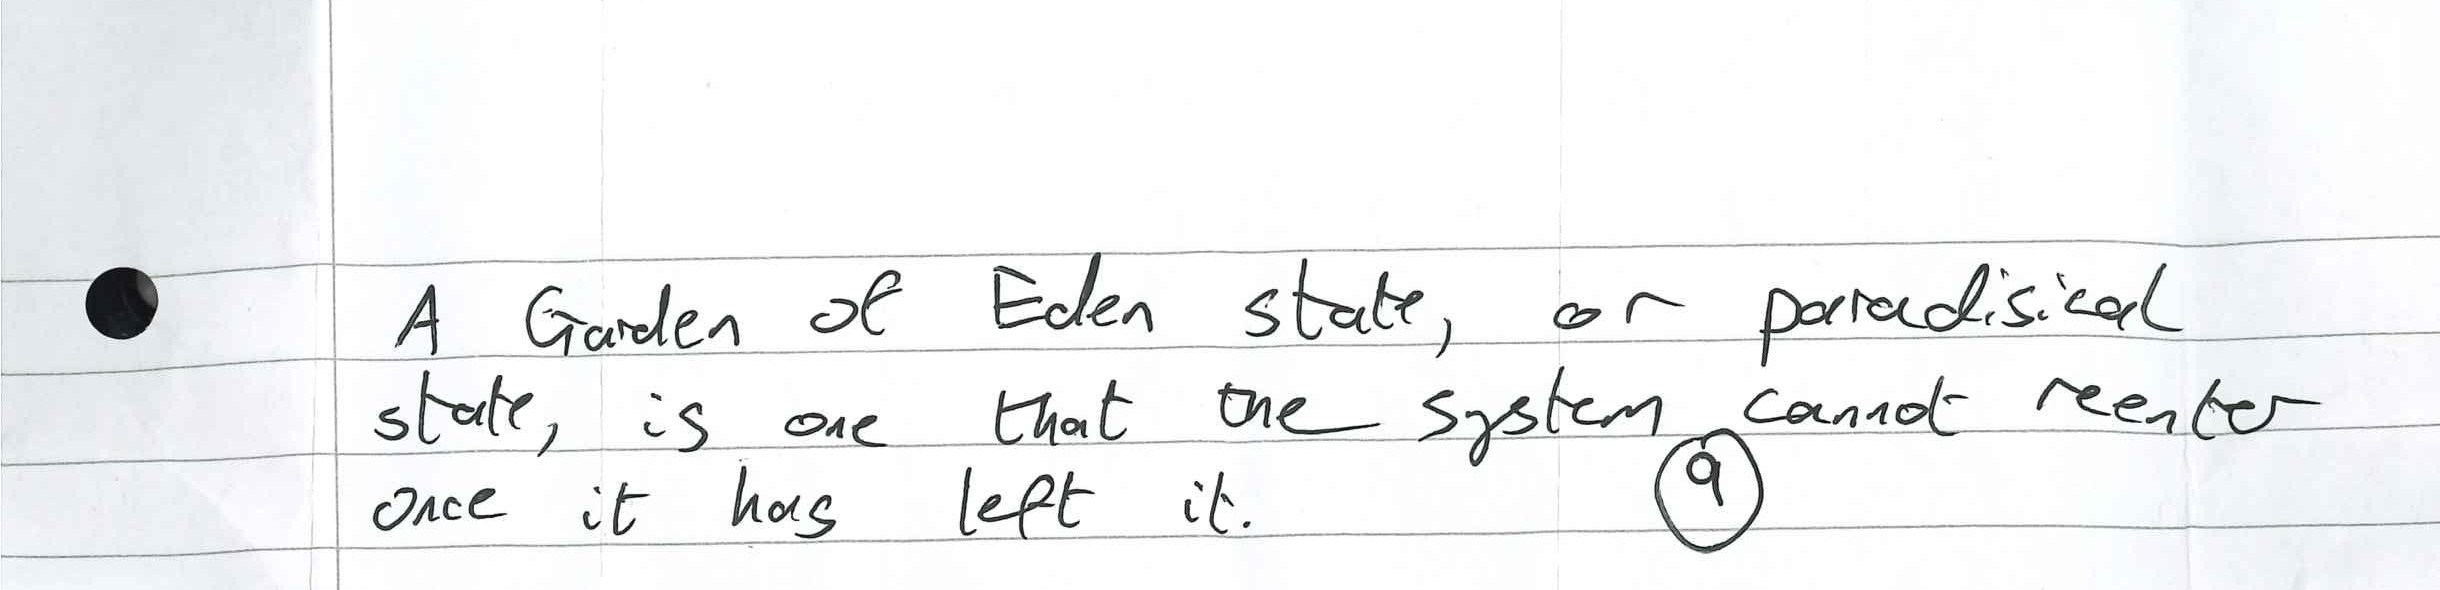 A Garden of Eden state, or paradisical
state, is one that the system cannot reenter
once it has left it. 9